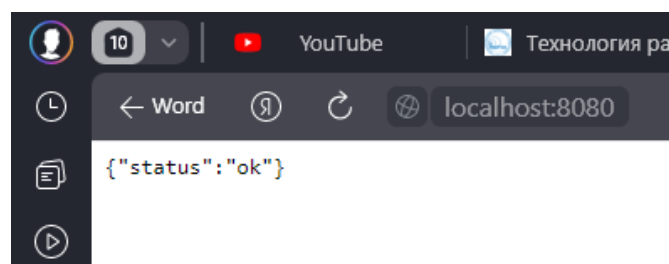 10
YouTube
Технология ра
← Word
Я
localhost:8080
{"status":"ok"}